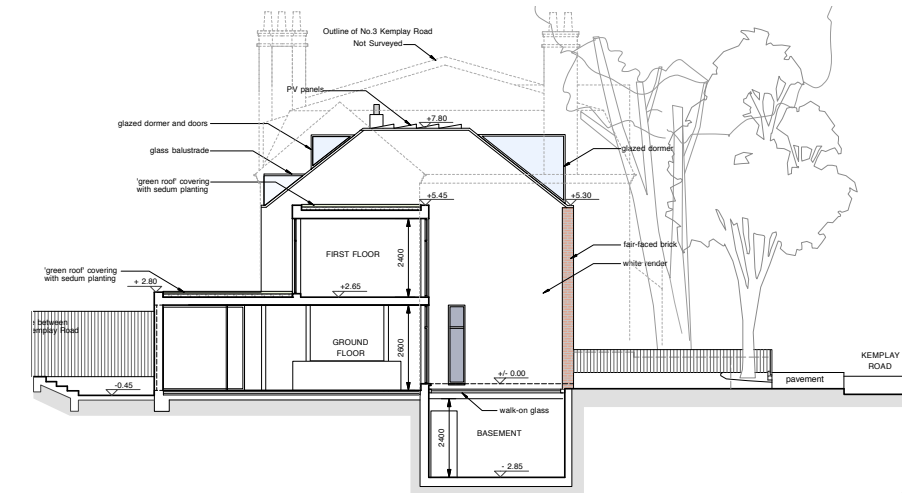 Outline of No.3 Kemplay Road
Not Surveyed
PV panels
+7.80
glazed dormer and doors
glazed dormer
glass balustrade
'green roof' covering
with sedum planting
+5.45
+5.30
FIRST FLOOR
2400
fair-faced brick
white render
'green roof' covering
with sedum planting
+ 2.80
+2.65
between
Kemplay Road
GROUND
FLOOR
2600
KEMPLAY
ROAD
+/- 0.00
pavement
-0.45
walk-on glass
2400
BASEMENT
- 2.85